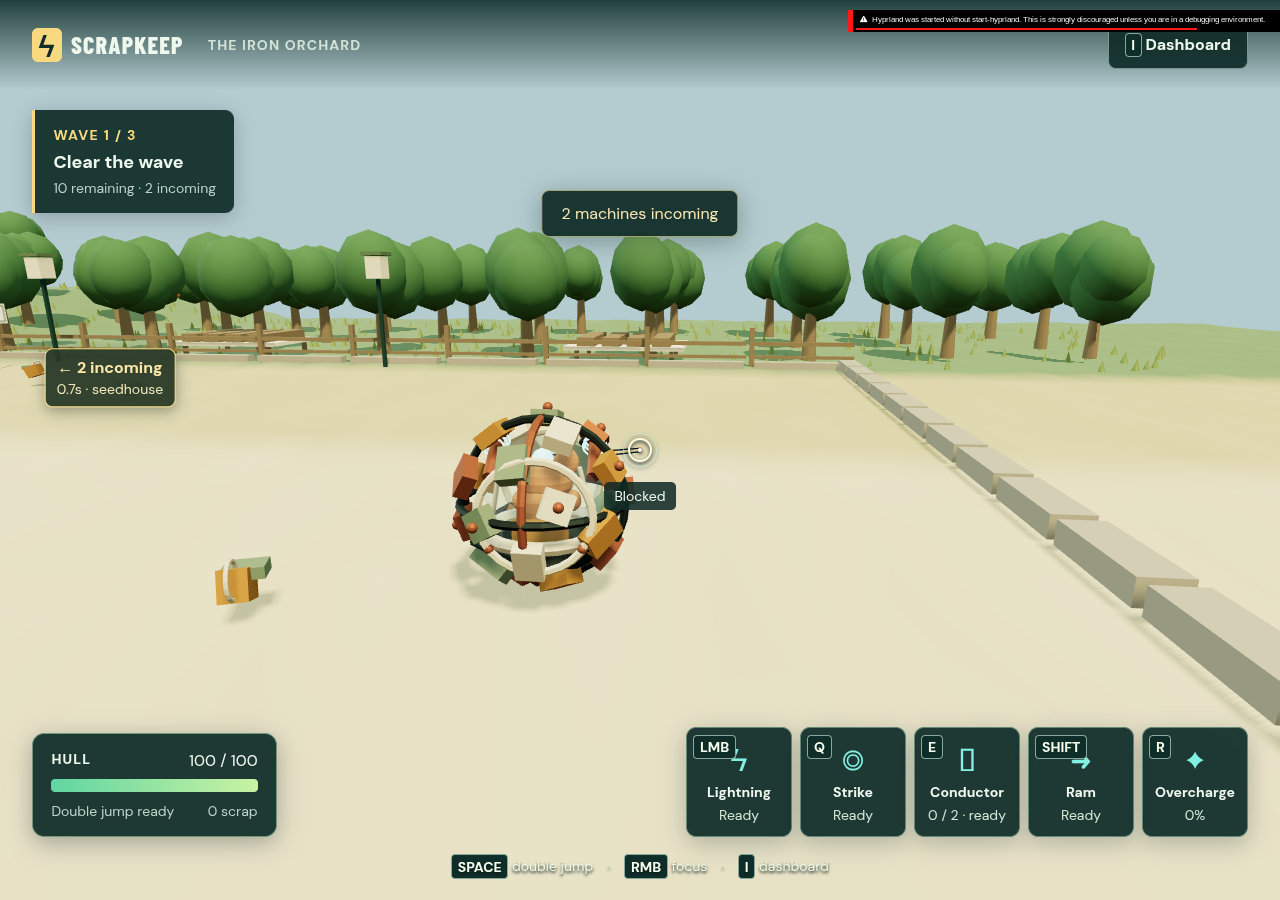 Hyprland was started without start-hyprland. This is strongly discouraged unless you are in a debugging environment.
SCRAPKEEP THE IRON ORCHARD
I Dashboard
WAVE 1 / 3
Clear the wave
10 remaining · 2 incoming
2 machines incoming
← 2 incoming
0.7s · seedhouse
Blocked
HULL 100 / 100
Double jump ready 0 scrap
LMB
Lightning
Ready
Q
Strike
Ready
E
Conductor
0 / 2 · ready
SHIFT
Ram
Ready
R
Overcharge
0%
SPACE double jump · RMB focus · I dashboard